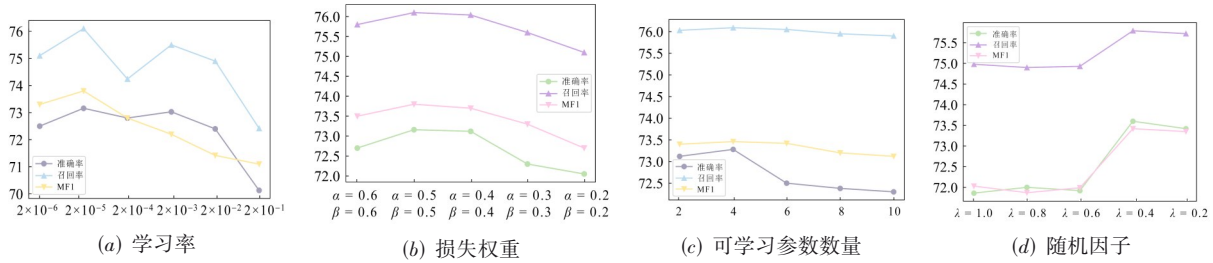 76
75
74
73
72
71
70
准确率
召回率
MF1
2×10-6 2×10-5 2×10-4 2×10-3 2×10-2 2×10-1
(a) 学习率
76.0
75.5
75.0
74.5
74.0
73.5
73.0
72.5
72.0
准确率
召回率
MF1
α = 0.6 α = 0.5 α = 0.4 α = 0.3 α = 0.2
β = 0.6 β = 0.5 β = 0.4 β = 0.3 β = 0.2
(b) 损失权重
76.0
75.5
75.0
74.5
74.0
73.5
73.0
72.5
准确率
召回率
MF1
2 4 6 8 10
(c) 可学习参数数量
75.5
75.0
74.5
74.0
73.5
73.0
72.5
72.0
准确率
召回率
MF1
λ = 1.0 λ = 0.8 λ = 0.6 λ = 0.4 λ = 0.2
(d) 随机因子